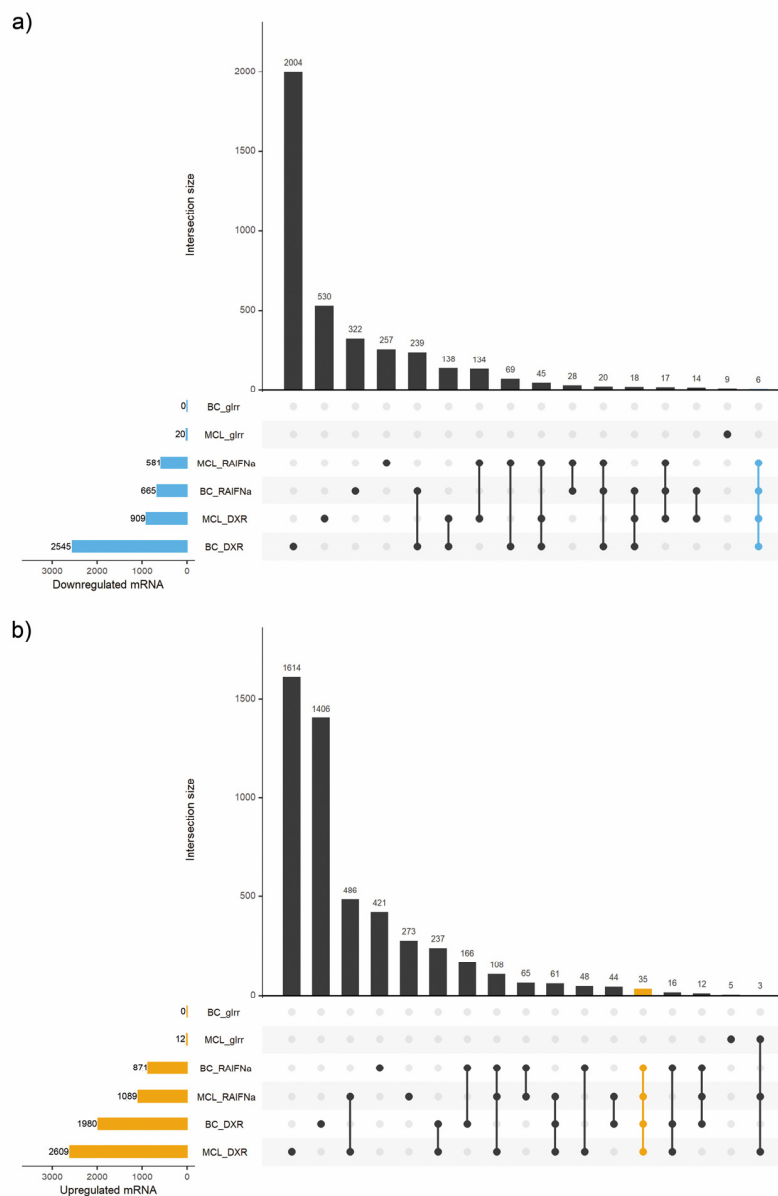 a)
Intersection size
2000
1500
1000
500
0
2004
530
322
257
239
138
134
69
45
28
20
18
17
14
9
6
0 BC_glrr
20 MCL_glrr
581 MCL_RAIFNa
665 BC_RAIFNa
909 MCL_DXR
2545 BC_DXR
3000 2000 1000 0
Downregulated mRNA
b)
Intersection size
1500
1000
500
0
1614
1406
486
421
273
237
166
108
65
61
48
44
35
16
12
5
3
0 BC_glrr
12 MCL_glrr
871 BC_RAIFNa
1089 MCL_RAIFNa
1980 BC_DXR
2609 MCL_DXR
3000 2000 1000 0
Upregulated mRNA